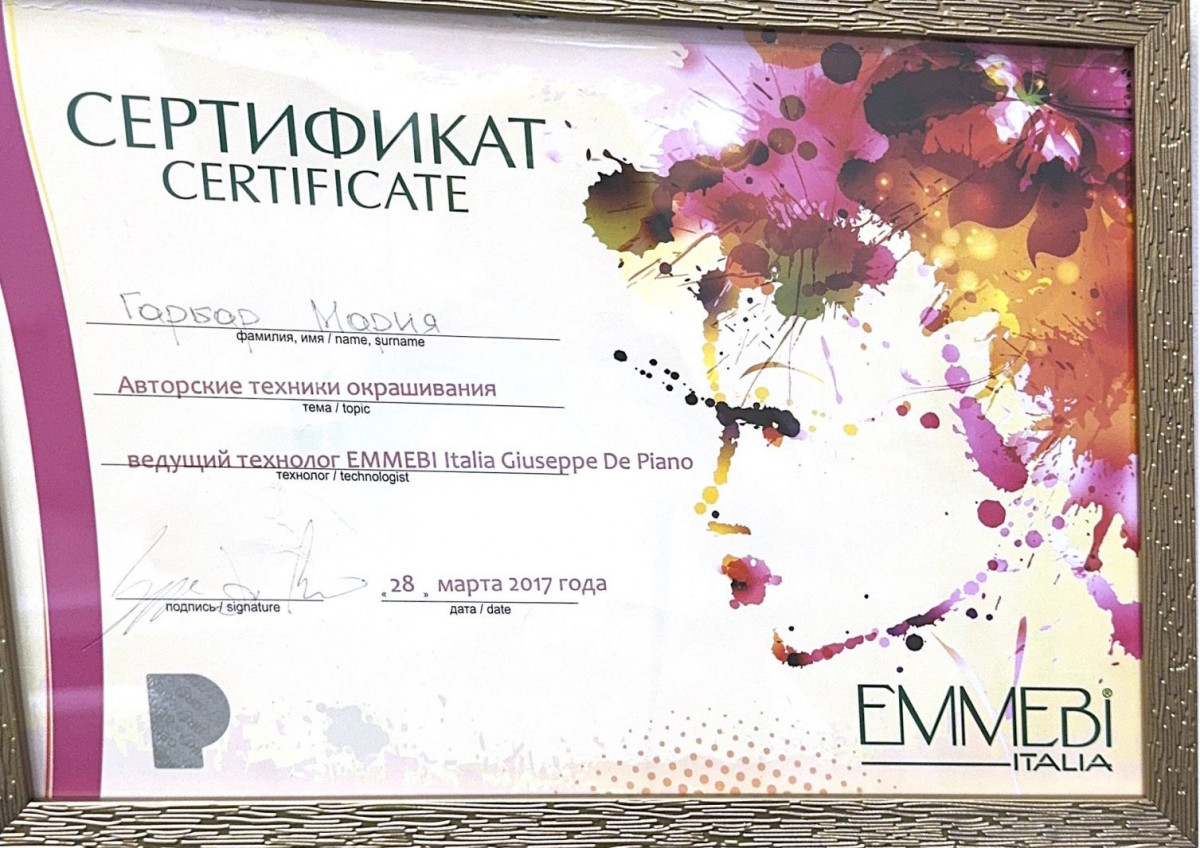 СЕРТИФИКАТ
CERTIFICATE
Гарбар Мария
фамилия, имя / name, surname
Авторские техники окрашивания
тема / topic
ведущий технолог EMMEBI Italia Giuseppe De Piano
технолог / technologist
„ 28 „ марта 2017 года
подпись / signature
дата / date
EMMEBI®
ITALIA